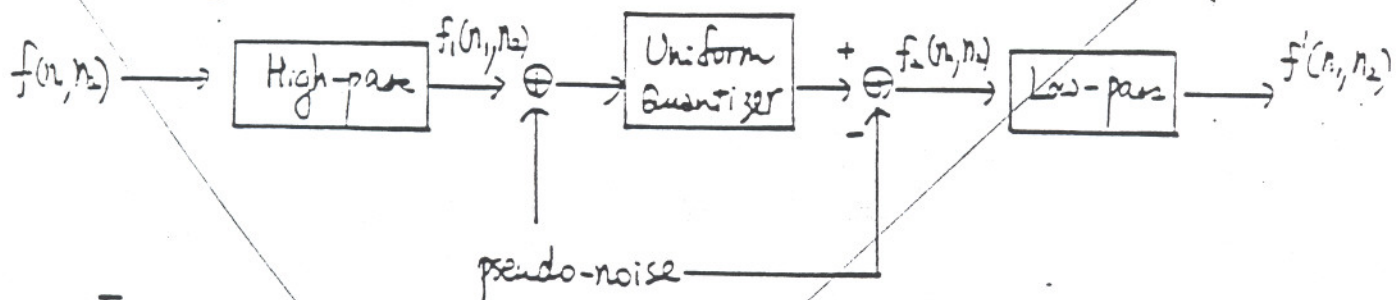 f(n₁,n₂)
High-pass
f₁(n₁,n₂)
+
Uniform
Quantizer
+
-
f₂(n₁,n₂)
Low-pass
f'(n₁,n₂)
pseudo-noise